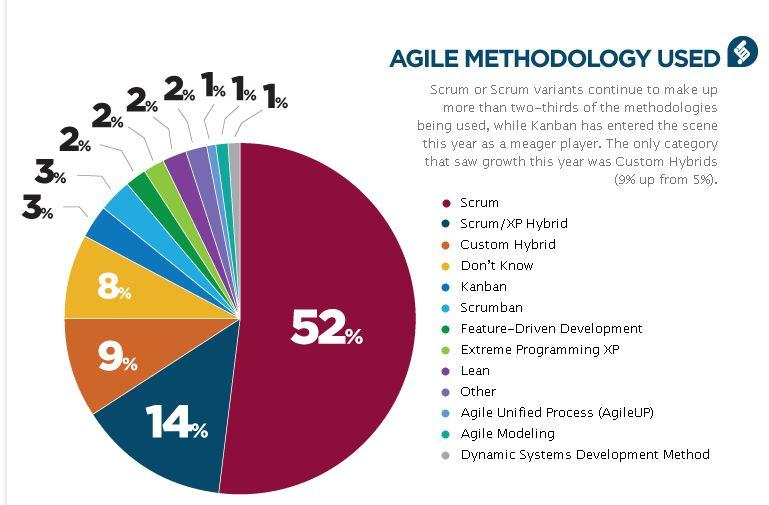 AGILE METHODOLOGY USED
Scrum or Scrum variants continue to make up
more than two-thirds of the methodologies
being used, while Kanban has entered the scene
this year as a meager player. The only category
that saw growth this year was Custom Hybrids
(9% up from 5%).
Scrum
Scrum/XP Hybrid
Custom Hybrid
Don't Know
Kanban
Scrumban
Feature-Driven Development
Extreme Programming XP
Lean
Other
Agile Unified Process (AgileUP)
Agile Modeling
Dynamic Systems Development Method
52%
14%
9%
8%
3%
3%
2%
2%
2%
2%
1%
1%
1%